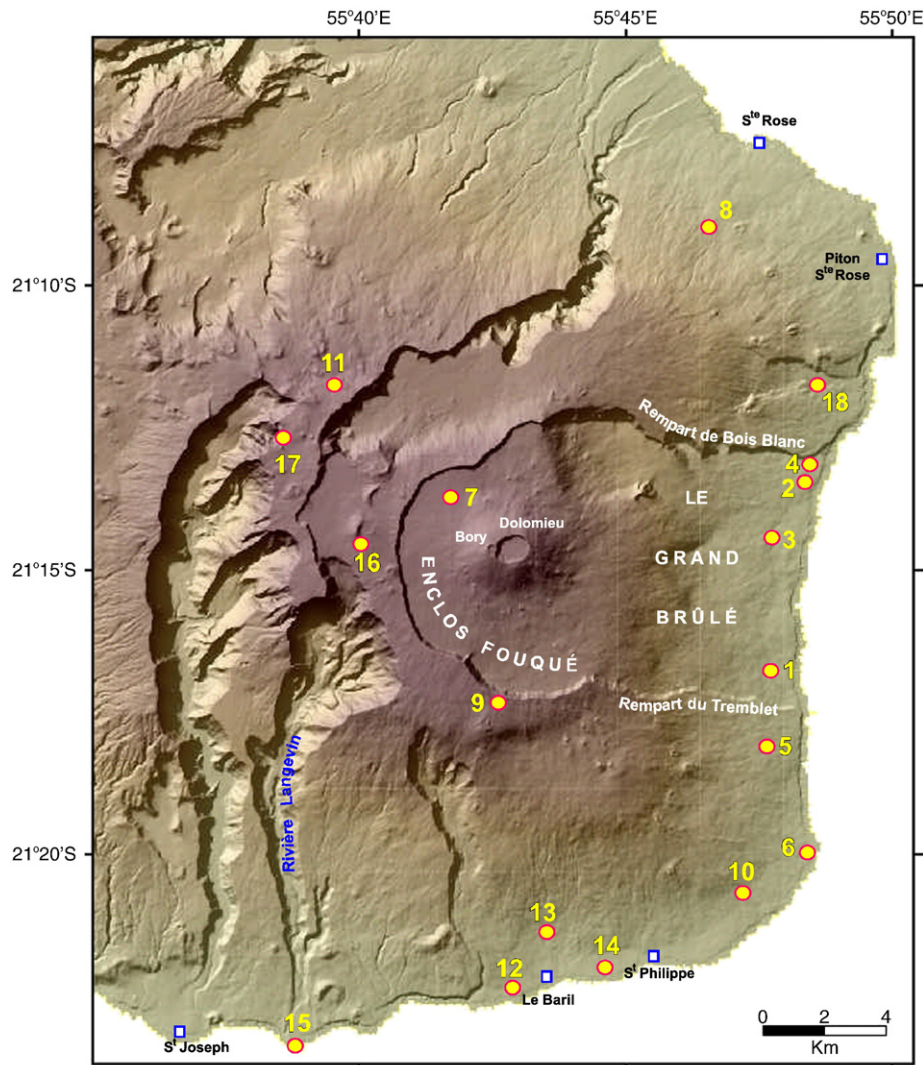 55°40'E
55°45'E
55°50'E
Sᵗᵉ Rose
8
Piton
Sᵗᵉ Rose
21°10'S
11
18
Rempart de Bois Blanc
17
4
2
7
LE
Dolomieu
Bory
3
16
GRAND
21°15'S
ENCLOS FOUQUÉ
BRÛLÉ
1
9
Rempart du Tremblet
5
Rivière Langevin
6
21°20'S
10
13
14
Sᵗ Philippe
12
Le Baril
15
Sᵗ Joseph
0 2 4
Km